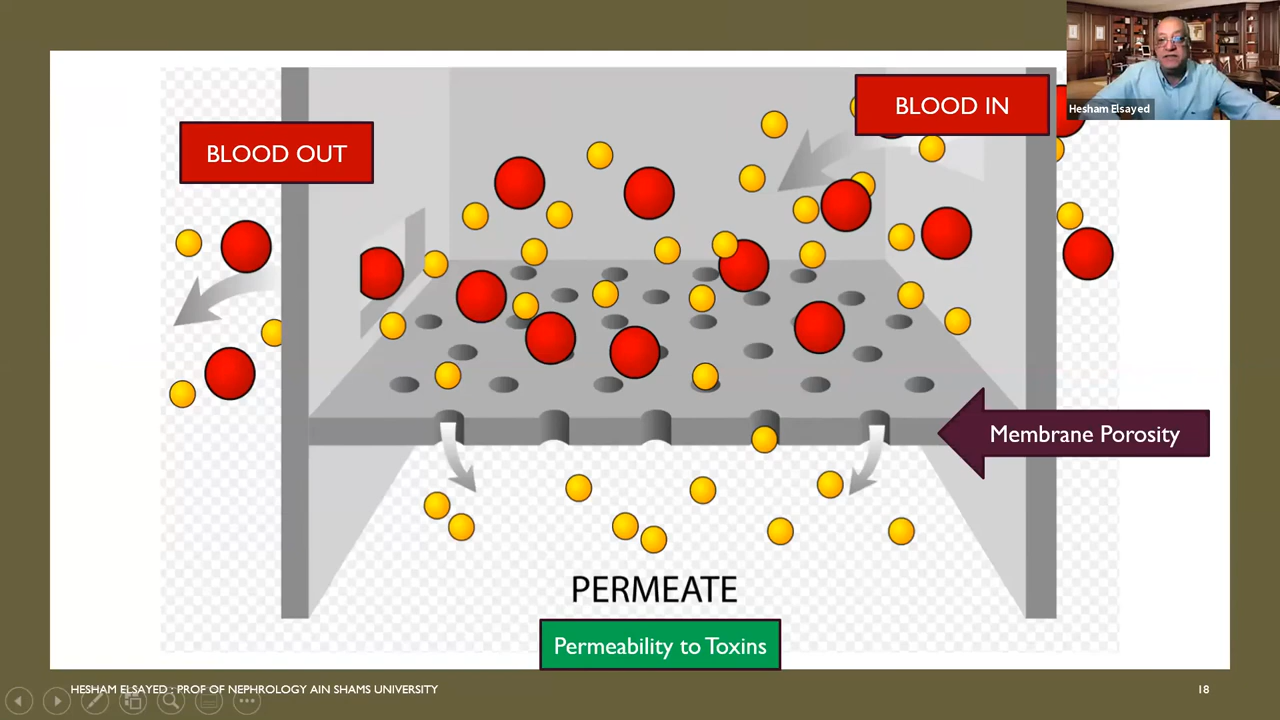 BLOOD IN
Hesham Elsayed
BLOOD OUT
Membrane Porosity
PERMEATE
Permeability to Toxins
HESHAM ELSAYED : PROF OF NEPHROLOGY AIN SHAMS UNIVERSITY
18